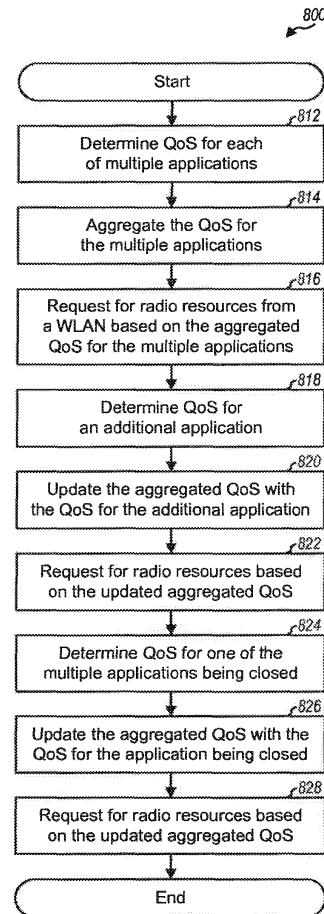 800
Start
812
Determine QoS for each
of multiple applications
814
Aggregate the QoS for
the multiple applications
816
Request for radio resources from
a WLAN based on the aggregated
QoS for the multiple applications
818
Determine QoS for
an additional application
820
Update the aggregated QoS with
the QoS for the additional application
822
Request for radio resources based
on the updated aggregated QoS
824
Determine QoS for one of the
multiple applications being closed
826
Update the aggregated QoS with the
QoS for the application being closed
828
Request for radio resources based
on the updated aggregated QoS
End